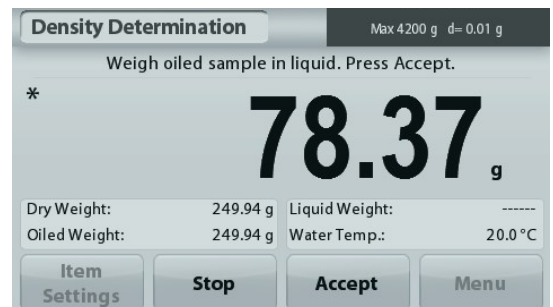 Density Determination
Max 4200 g d= 0.01 g
Weigh oiled sample in liquid. Press Accept.
*
78.37 g
Dry Weight: 249.94 g Liquid Weight: ------
Oiled Weight: 249.94 g Water Temp.: 20.0 °C
Item Settings
Stop
Accept
Menu